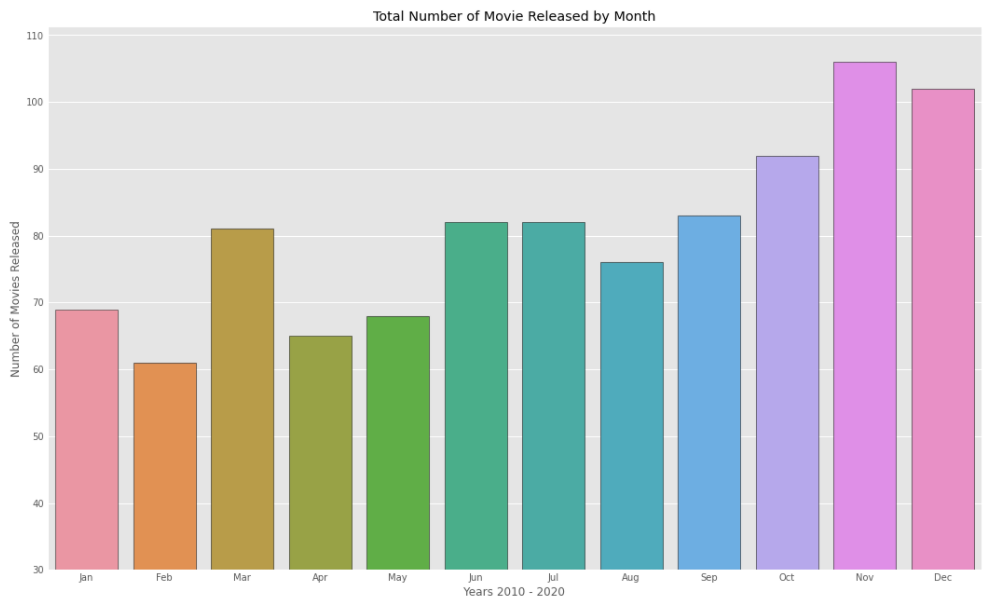 Total Number of Movie Released by Month
Number of Movies Released
110
100
90
80
70
60
50
40
30
Jan Feb Mar Apr May Jun Jul Aug Sep Oct Nov Dec
Years 2010 - 2020